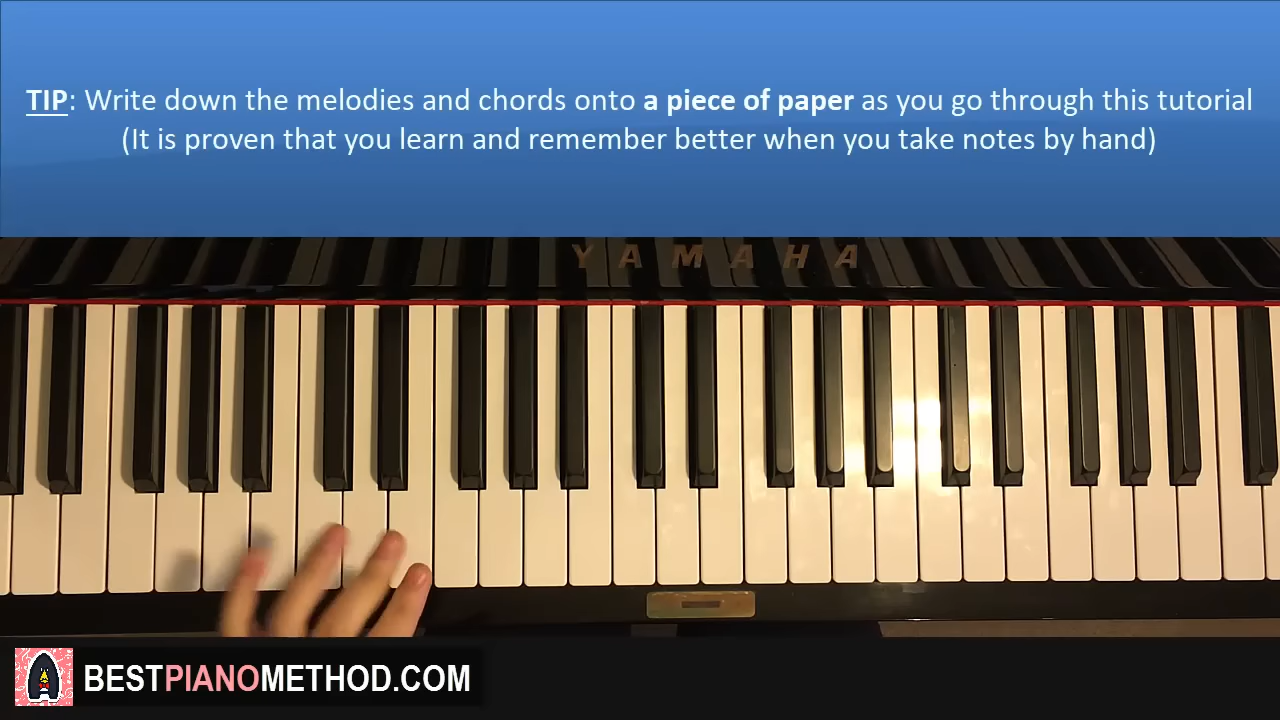 TIP: Write down the melodies and chords onto a piece of paper as you go through this tutorial
(It is proven that you learn and remember better when you take notes by hand)
YAMAHA
BESTPIANOMETHOD.COM